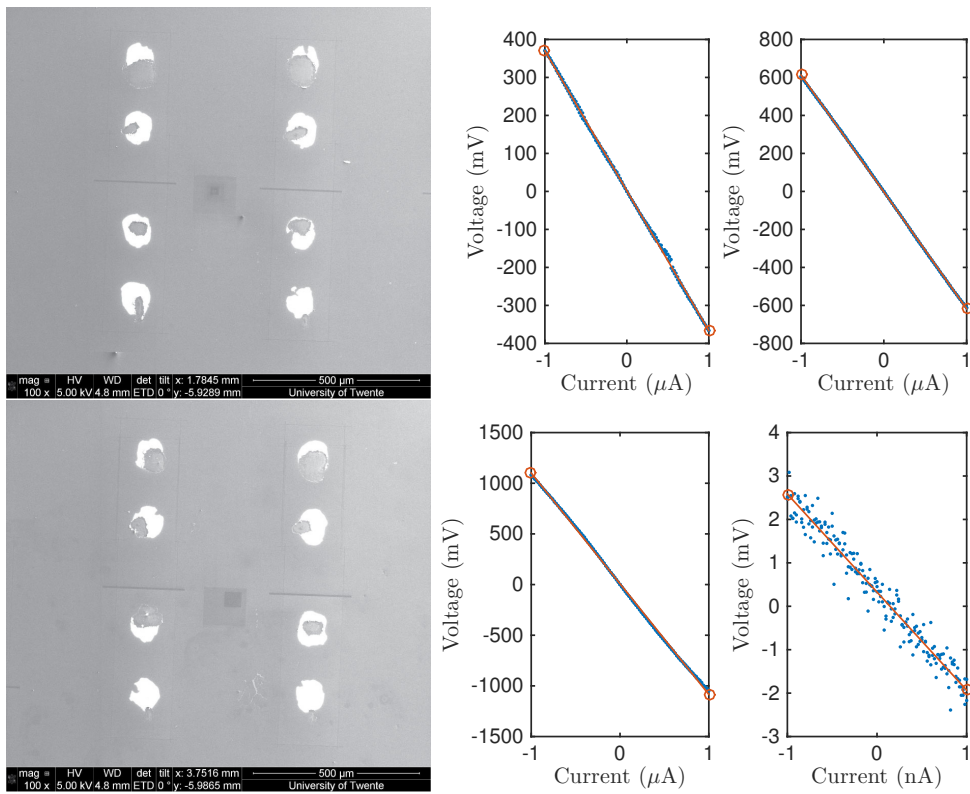 mag HV WD det tilt x: 1.7845 mm 500 µm
100 x 5.00 kV 4.8 mm ETD 0 ° y: -5.9289 mm University of Twente
400
300
200
100
0
-100
-200
-300
-400
-1 0 1
Voltage (mV)
Current (µA)
800
600
400
200
0
-200
-400
-600
-800
-1 0 1
Voltage (mV)
Current (µA)
mag HV WD det tilt x: 3.7516 mm 500 µm
100 x 5.00 kV 4.8 mm ETD 0 ° y: -5.9865 mm University of Twente
1500
1000
500
0
-500
-1000
-1500
-1 0 1
Voltage (mV)
Current (µA)
4
3
2
1
0
-1
-2
-3
-1 0 1
Voltage (mV)
Current (nA)